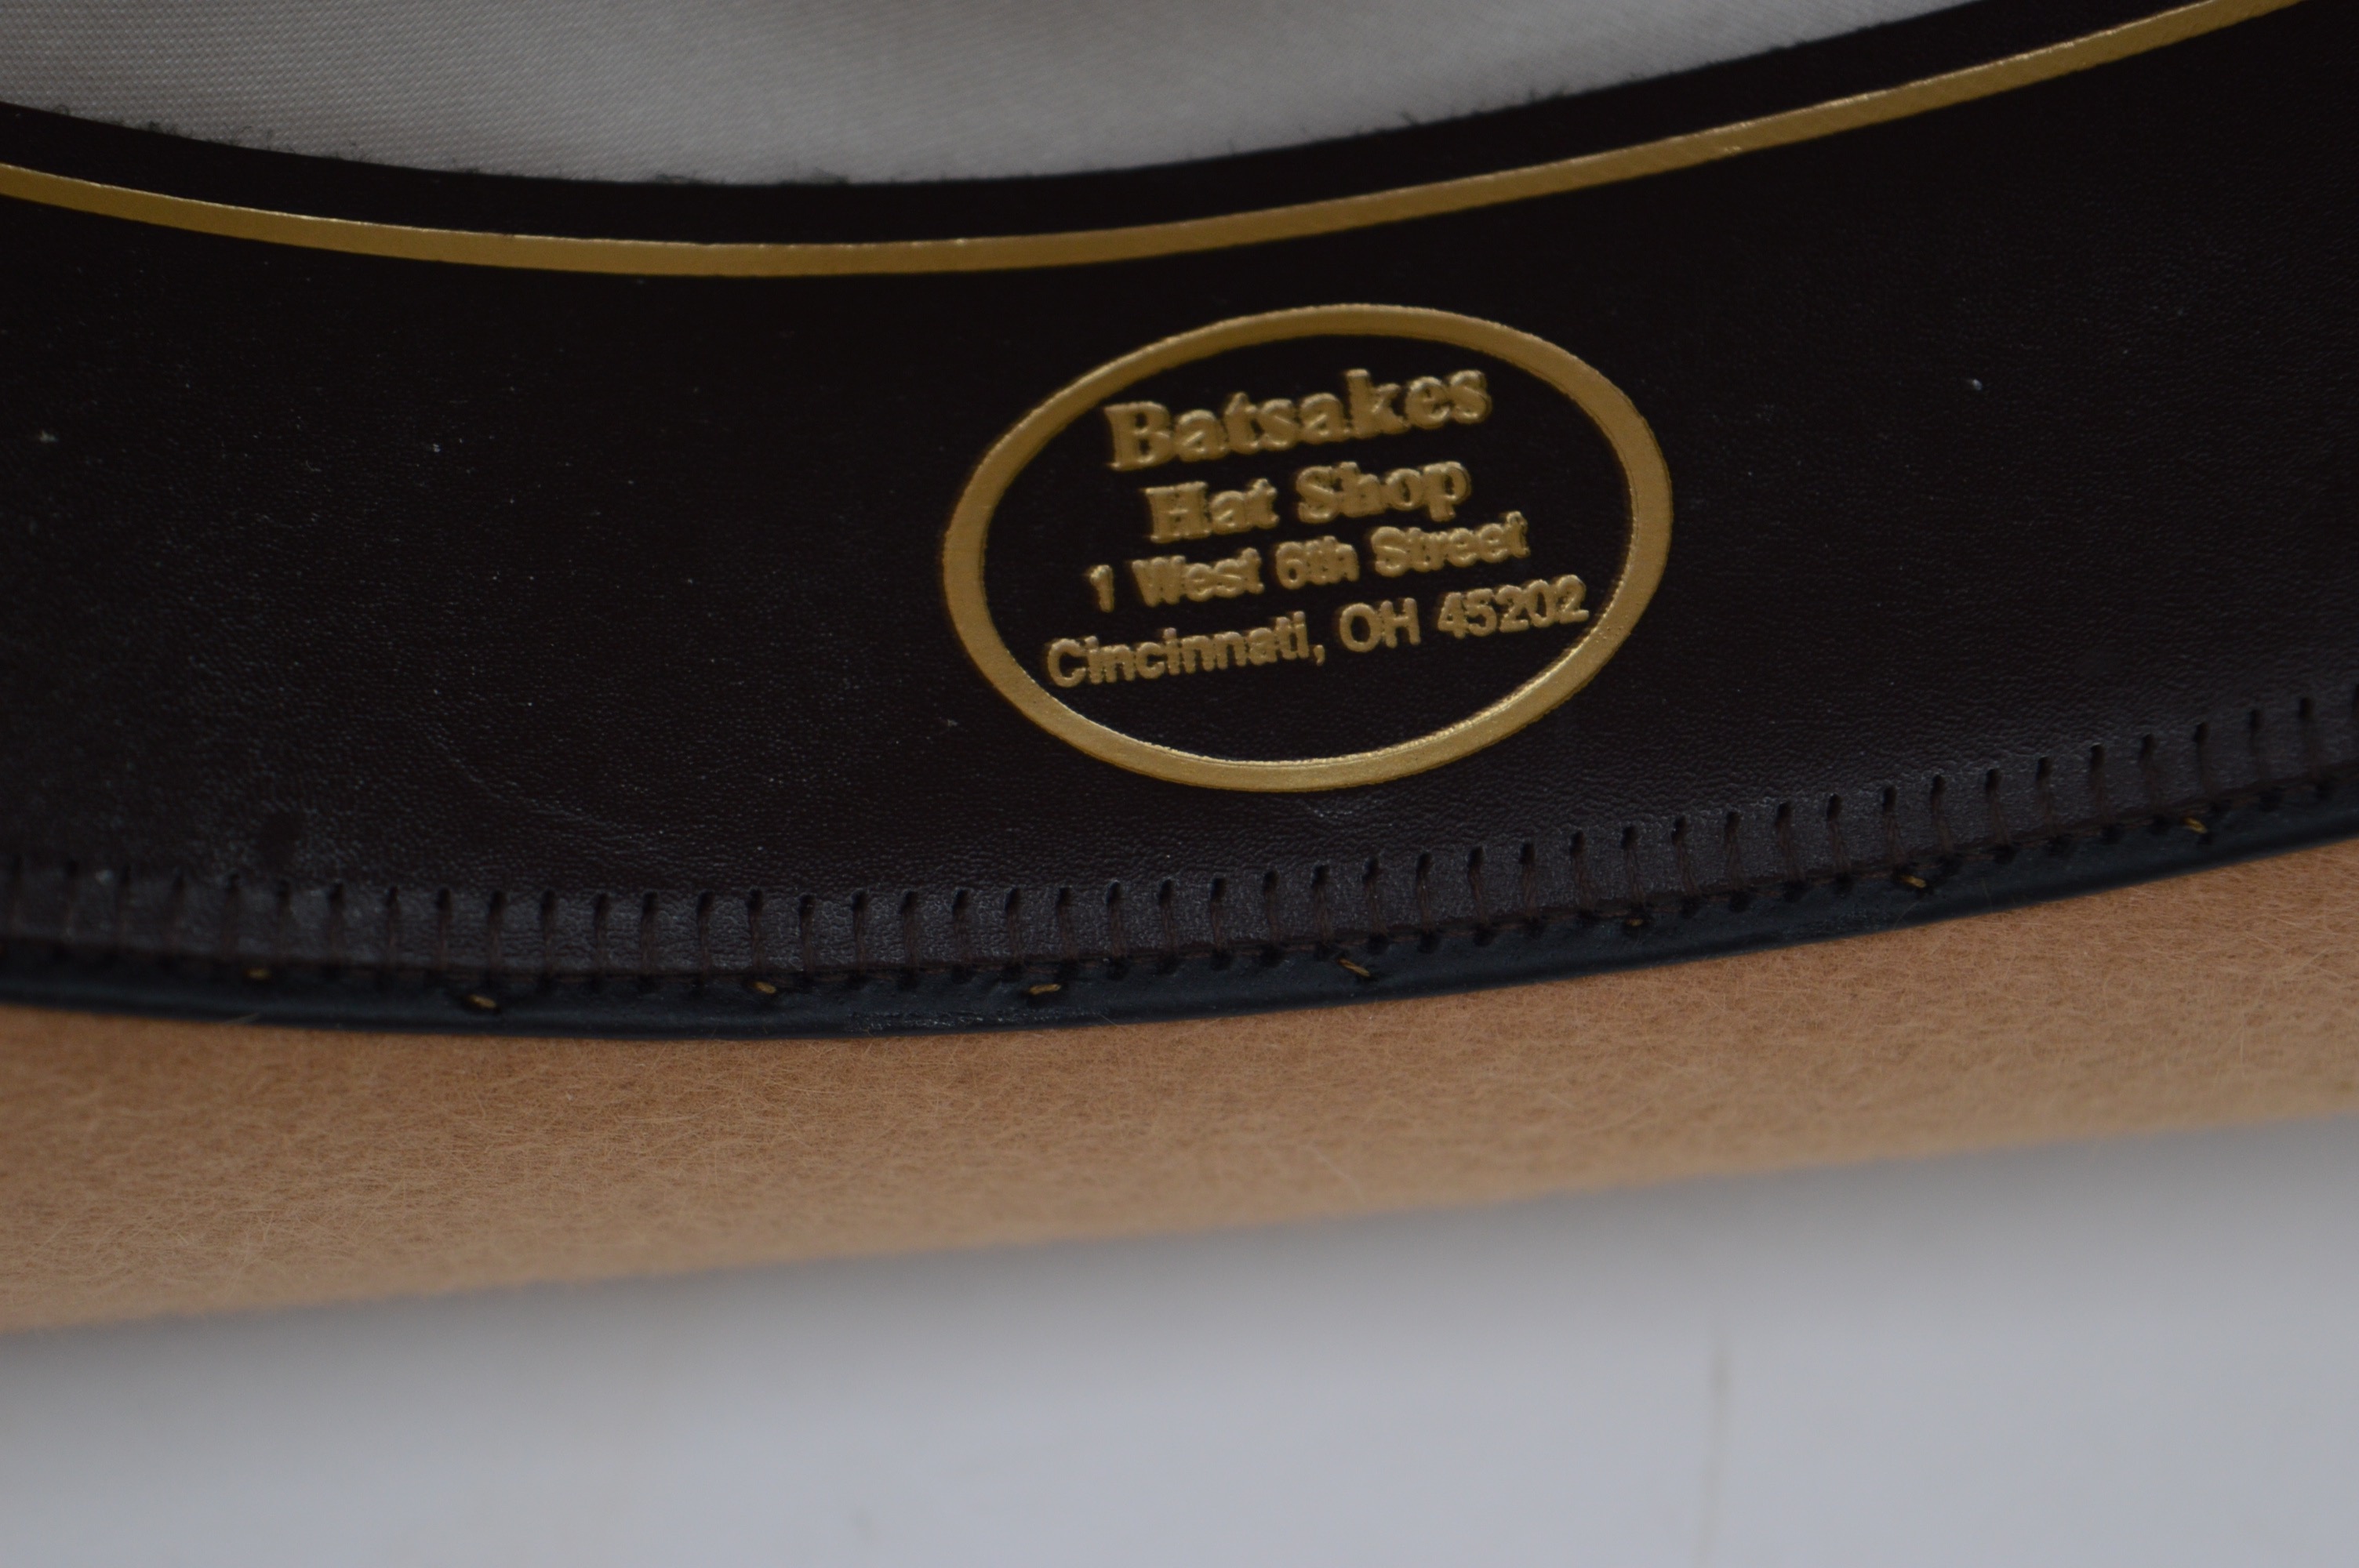 Batsakes
Hat Shop
1 West 6th Street
Cincinnati, OH 45202